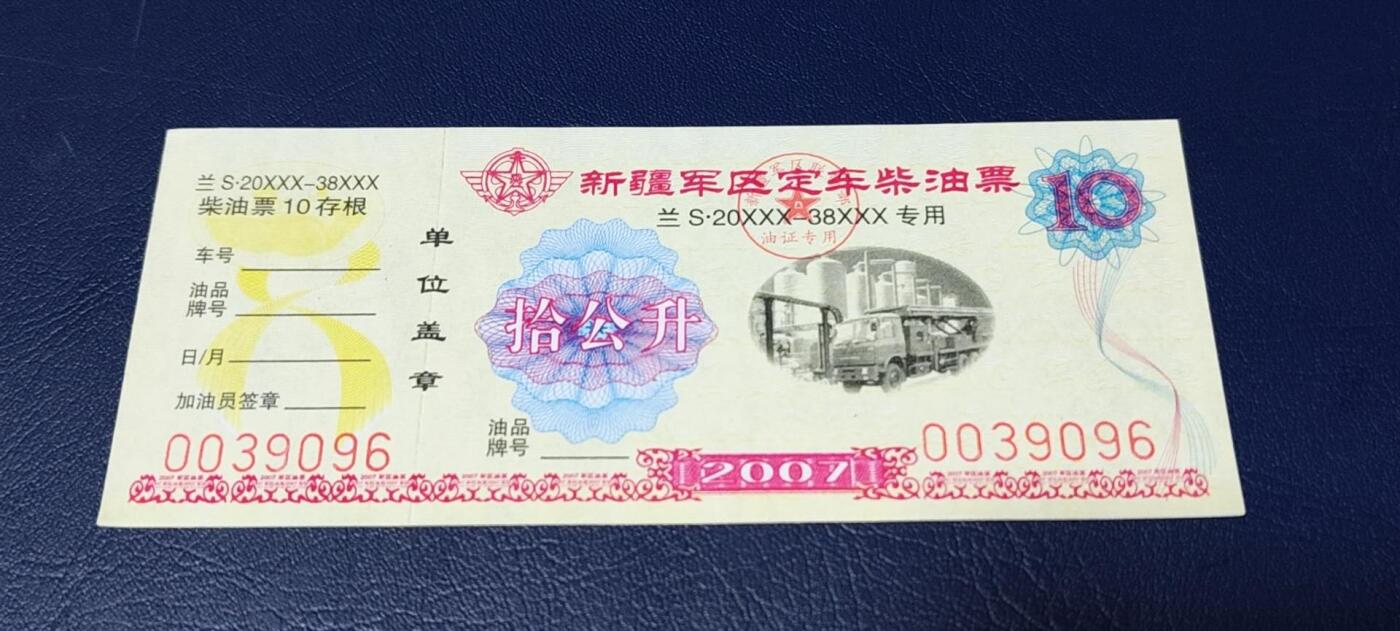 兰 S·20XXX-38XXX
柴油票 10 存根
车号
油品
牌号
日/月
加油员签章
0039096
单位盖章
新疆军区定车柴油票
兰 S·20XXX-38XXX 专用
油证专用
10
拾公升
油品
牌号
2007
0039096